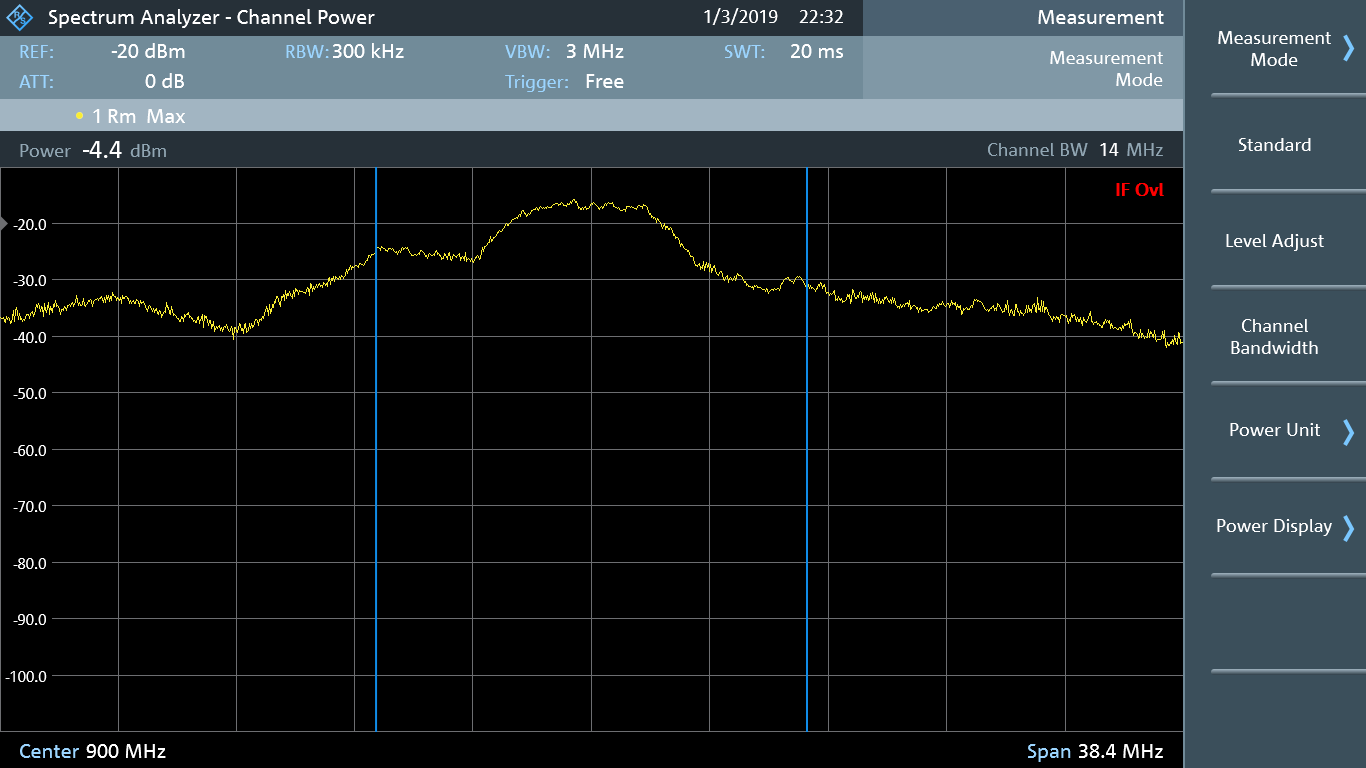 Spectrum Analyzer - Channel Power 1/3/2019 22:32 Measurement
REF: -20 dBm RBW: 300 kHz VBW: 3 MHz SWT: 20 ms
ATT: 0 dB Trigger: Free
Measurement
Mode
1 Rm Max
Power -4.4 dBm Channel BW 14 MHz
IF Ovl
-20.0
-30.0
-40.0
-50.0
-60.0
-70.0
-80.0
-90.0
-100.0
Center 900 MHz Span 38.4 MHz
Measurement
Mode
Standard
Level Adjust
Channel
Bandwidth
Power Unit
Power Display